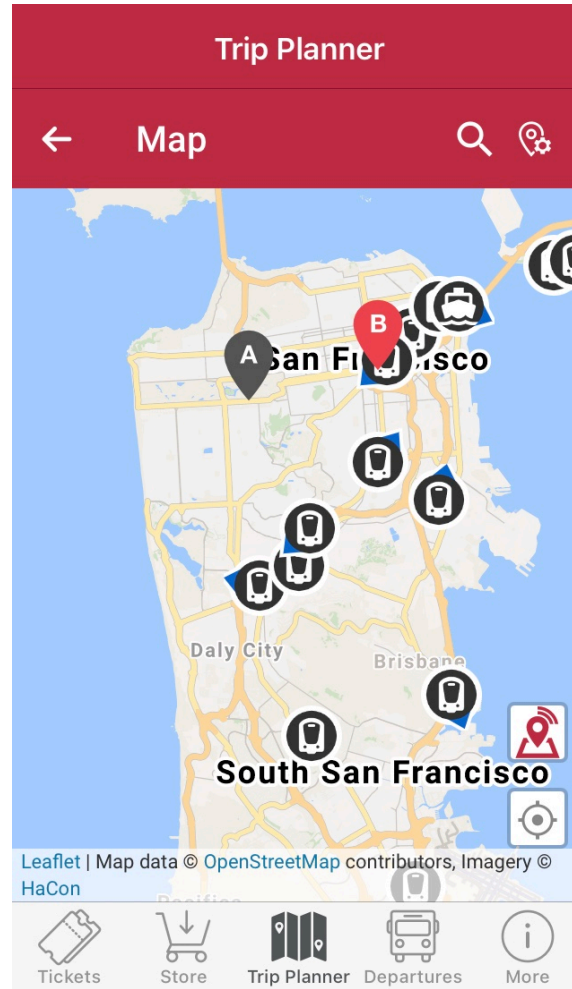 Trip Planner
Map
A
B
San Francisco
Daly City
Brisbane
South San Francisco
Leaflet | Map data © OpenStreetMap contributors, Imagery ©
HaCon
Pacifica
Tickets
Store
Trip Planner
Departures
More